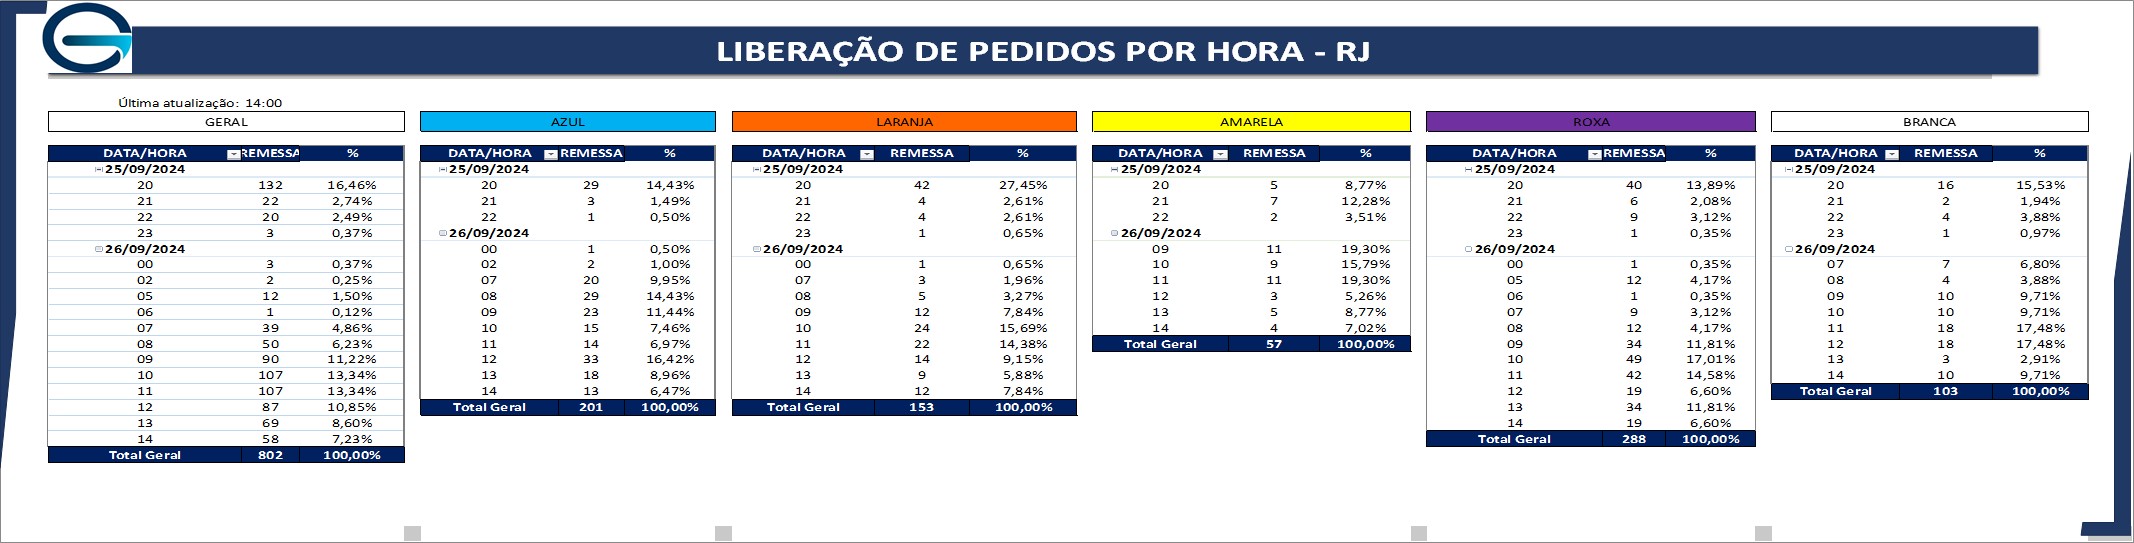 LIBERAÇÃO DE PEDIDOS POR HORA - RJ
Última atualização: 14:00
GERAL
DATA/HORA REMESSA %
25/09/2024
20 132 16,46%
21 22 2,74%
22 20 2,49%
23 3 0,37%
26/09/2024
00 3 0,37%
02 2 0,25%
05 12 1,50%
06 1 0,12%
07 39 4,86%
08 50 6,23%
09 90 11,22%
10 107 13,34%
11 107 13,34%
12 87 10,85%
13 69 8,60%
14 58 7,23%
Total Geral 802 100,00%
AZUL
DATA/HORA REMESSA %
25/09/2024
20 29 14,43%
21 3 1,49%
22 1 0,50%
26/09/2024
00 1 0,50%
02 2 1,00%
07 20 9,95%
08 29 14,43%
09 23 11,44%
10 15 7,46%
11 14 6,97%
12 33 16,42%
13 18 8,96%
14 13 6,47%
Total Geral 201 100,00%
LARANJA
DATA/HORA REMESSA %
25/09/2024
20 42 27,45%
21 4 2,61%
22 4 2,61%
23 1 0,65%
26/09/2024
00 1 0,65%
07 3 1,96%
08 5 3,27%
09 12 7,84%
10 24 15,69%
11 22 14,38%
12 14 9,15%
13 9 5,88%
14 12 7,84%
Total Geral 153 100,00%
AMARELA
DATA/HORA REMESSA %
25/09/2024
20 5 8,77%
21 7 12,28%
22 2 3,51%
26/09/2024
09 11 19,30%
10 9 15,79%
11 11 19,30%
12 3 5,26%
13 5 8,77%
14 4 7,02%
Total Geral 57 100,00%
ROXA
DATA/HORA REMESSA %
25/09/2024
20 40 13,89%
21 6 2,08%
22 9 3,12%
23 1 0,35%
26/09/2024
00 1 0,35%
05 12 4,17%
06 1 0,35%
07 9 3,12%
08 12 4,17%
09 34 11,81%
10 49 17,01%
11 42 14,58%
12 19 6,60%
13 34 11,81%
14 19 6,60%
Total Geral 288 100,00%
BRANCA
DATA/HORA REMESSA %
25/09/2024
20 16 15,53%
21 2 1,94%
22 4 3,88%
23 1 0,97%
26/09/2024
07 7 6,80%
08 4 3,88%
09 10 9,71%
10 10 9,71%
11 18 17,48%
12 18 17,48%
13 3 2,91%
14 10 9,71%
Total Geral 103 100,00%